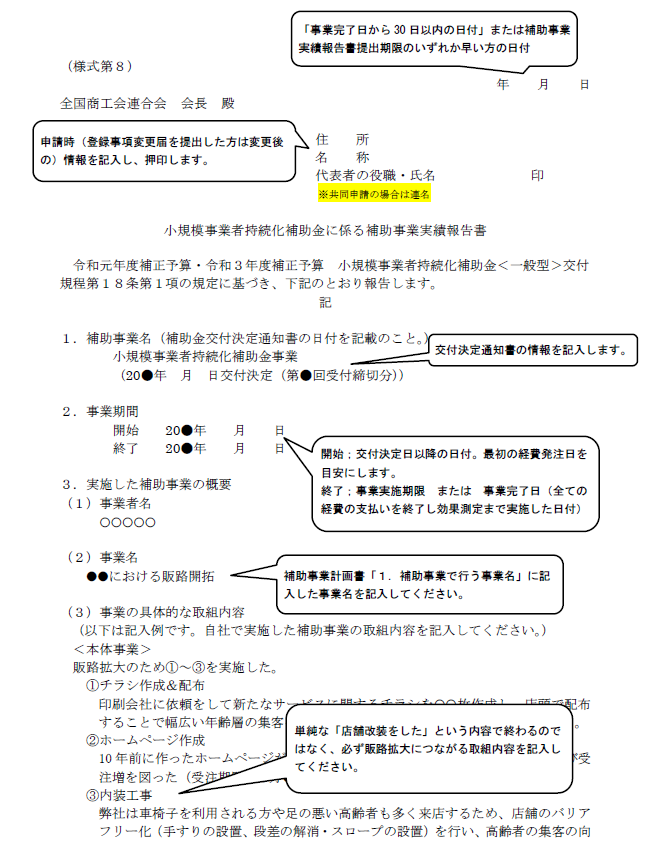 「事業完了日から30日以内の日付」または補助事業
実績報告書提出期限のいずれか早い方の日付
（様式第８）
年　　月　　日
全国商工会連合会　会長　殿
申請時（登録事項変更届を提出した方は変更後
の）情報を記入し、押印します。
住　　所
名　　称
代表者の役職・氏名　　　　　　　印
※共同申請の場合は連名
小規模事業者持続化補助金に係る補助事業実績報告書
令和元年度補正予算・令和３年度補正予算　小規模事業者持続化補助金＜一般型＞交付
規程第１８条第１項の規定に基づき、下記のとおり報告します。
記
１．補助事業名（補助金交付決定通知書の日付を記載のこと。）
小規模事業者持続化補助金事業
（20●年　月　日交付決定（第●回受付締切分））
交付決定通知書の情報を記入します。
２．事業期間
開始　　20●年　　月　　日
終了　　20●年　　月　　日
開始；交付決定日以降の日付。最初の経費発注日を
目安にします。
終了；事業実施期限　または　事業完了日（全ての
経費の支払いを終了し効果測定まで実施した日付）
３．実施した補助事業の概要
（１）事業者名
○○○○○
（２）事業名
●●における販路開拓
補助事業計画書「１．補助事業で行う事業名」に記
入した事業名を記入してください。
（３）事業の具体的な取組内容
（以下は記入例です。自社で実施した補助事業の取組内容を記入してください。）
＜本体事業＞
販路拡大のため①～③を実施した。
①チラシ作成＆配布
印刷会社に依頼をして新たなサービスに関するチラシを○○枚作成し、店頭で配布
することで幅広い年齢層の集客
単純な「店舗改装をした」という内容で終わるので
はなく、必ず販路拡大につながる取組内容を記入し
てください。
②ホームページ作成
10年前に作ったホームページが　　　　　　　　　　　　が受
注増を図った（受注期
③内装工事
弊社は車椅子を利用される方や足の悪い高齢者も多く来店するため、店舗のバリア
フリー化（手すりの設置、段差の解消・スロープの設置）を行い、高齢者の集客の向